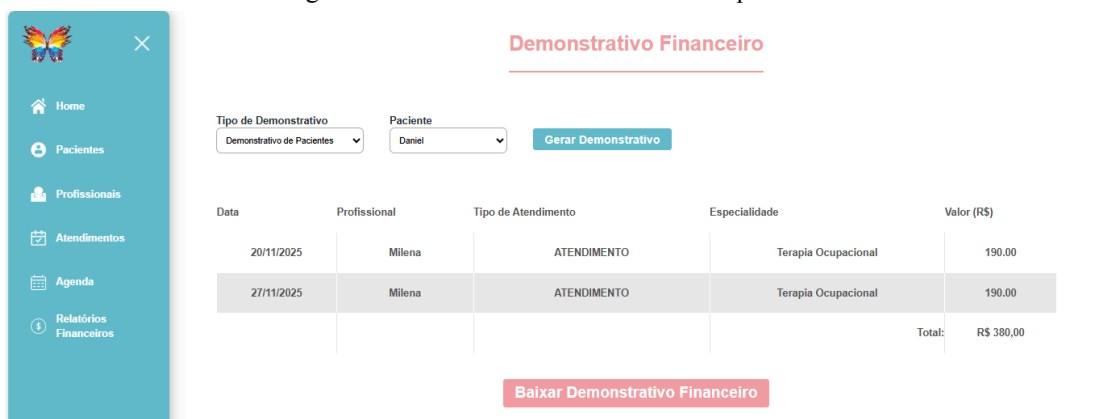 Demonstrativo Financeiro
Home
Pacientes
Profissionais
Atendimentos
Agenda
Relatórios
Financeiros
Tipo de Demonstrativo Paciente
Demonstrativo de Pacientes Daniel Gerar Demonstrativo
Data Profissional Tipo de Atendimento Especialidade Valor (R$)
20/11/2025 Milena ATENDIMENTO Terapia Ocupacional 190.00
27/11/2025 Milena ATENDIMENTO Terapia Ocupacional 190.00
Total: R$ 380,00
Baixar Demonstrativo Financeiro